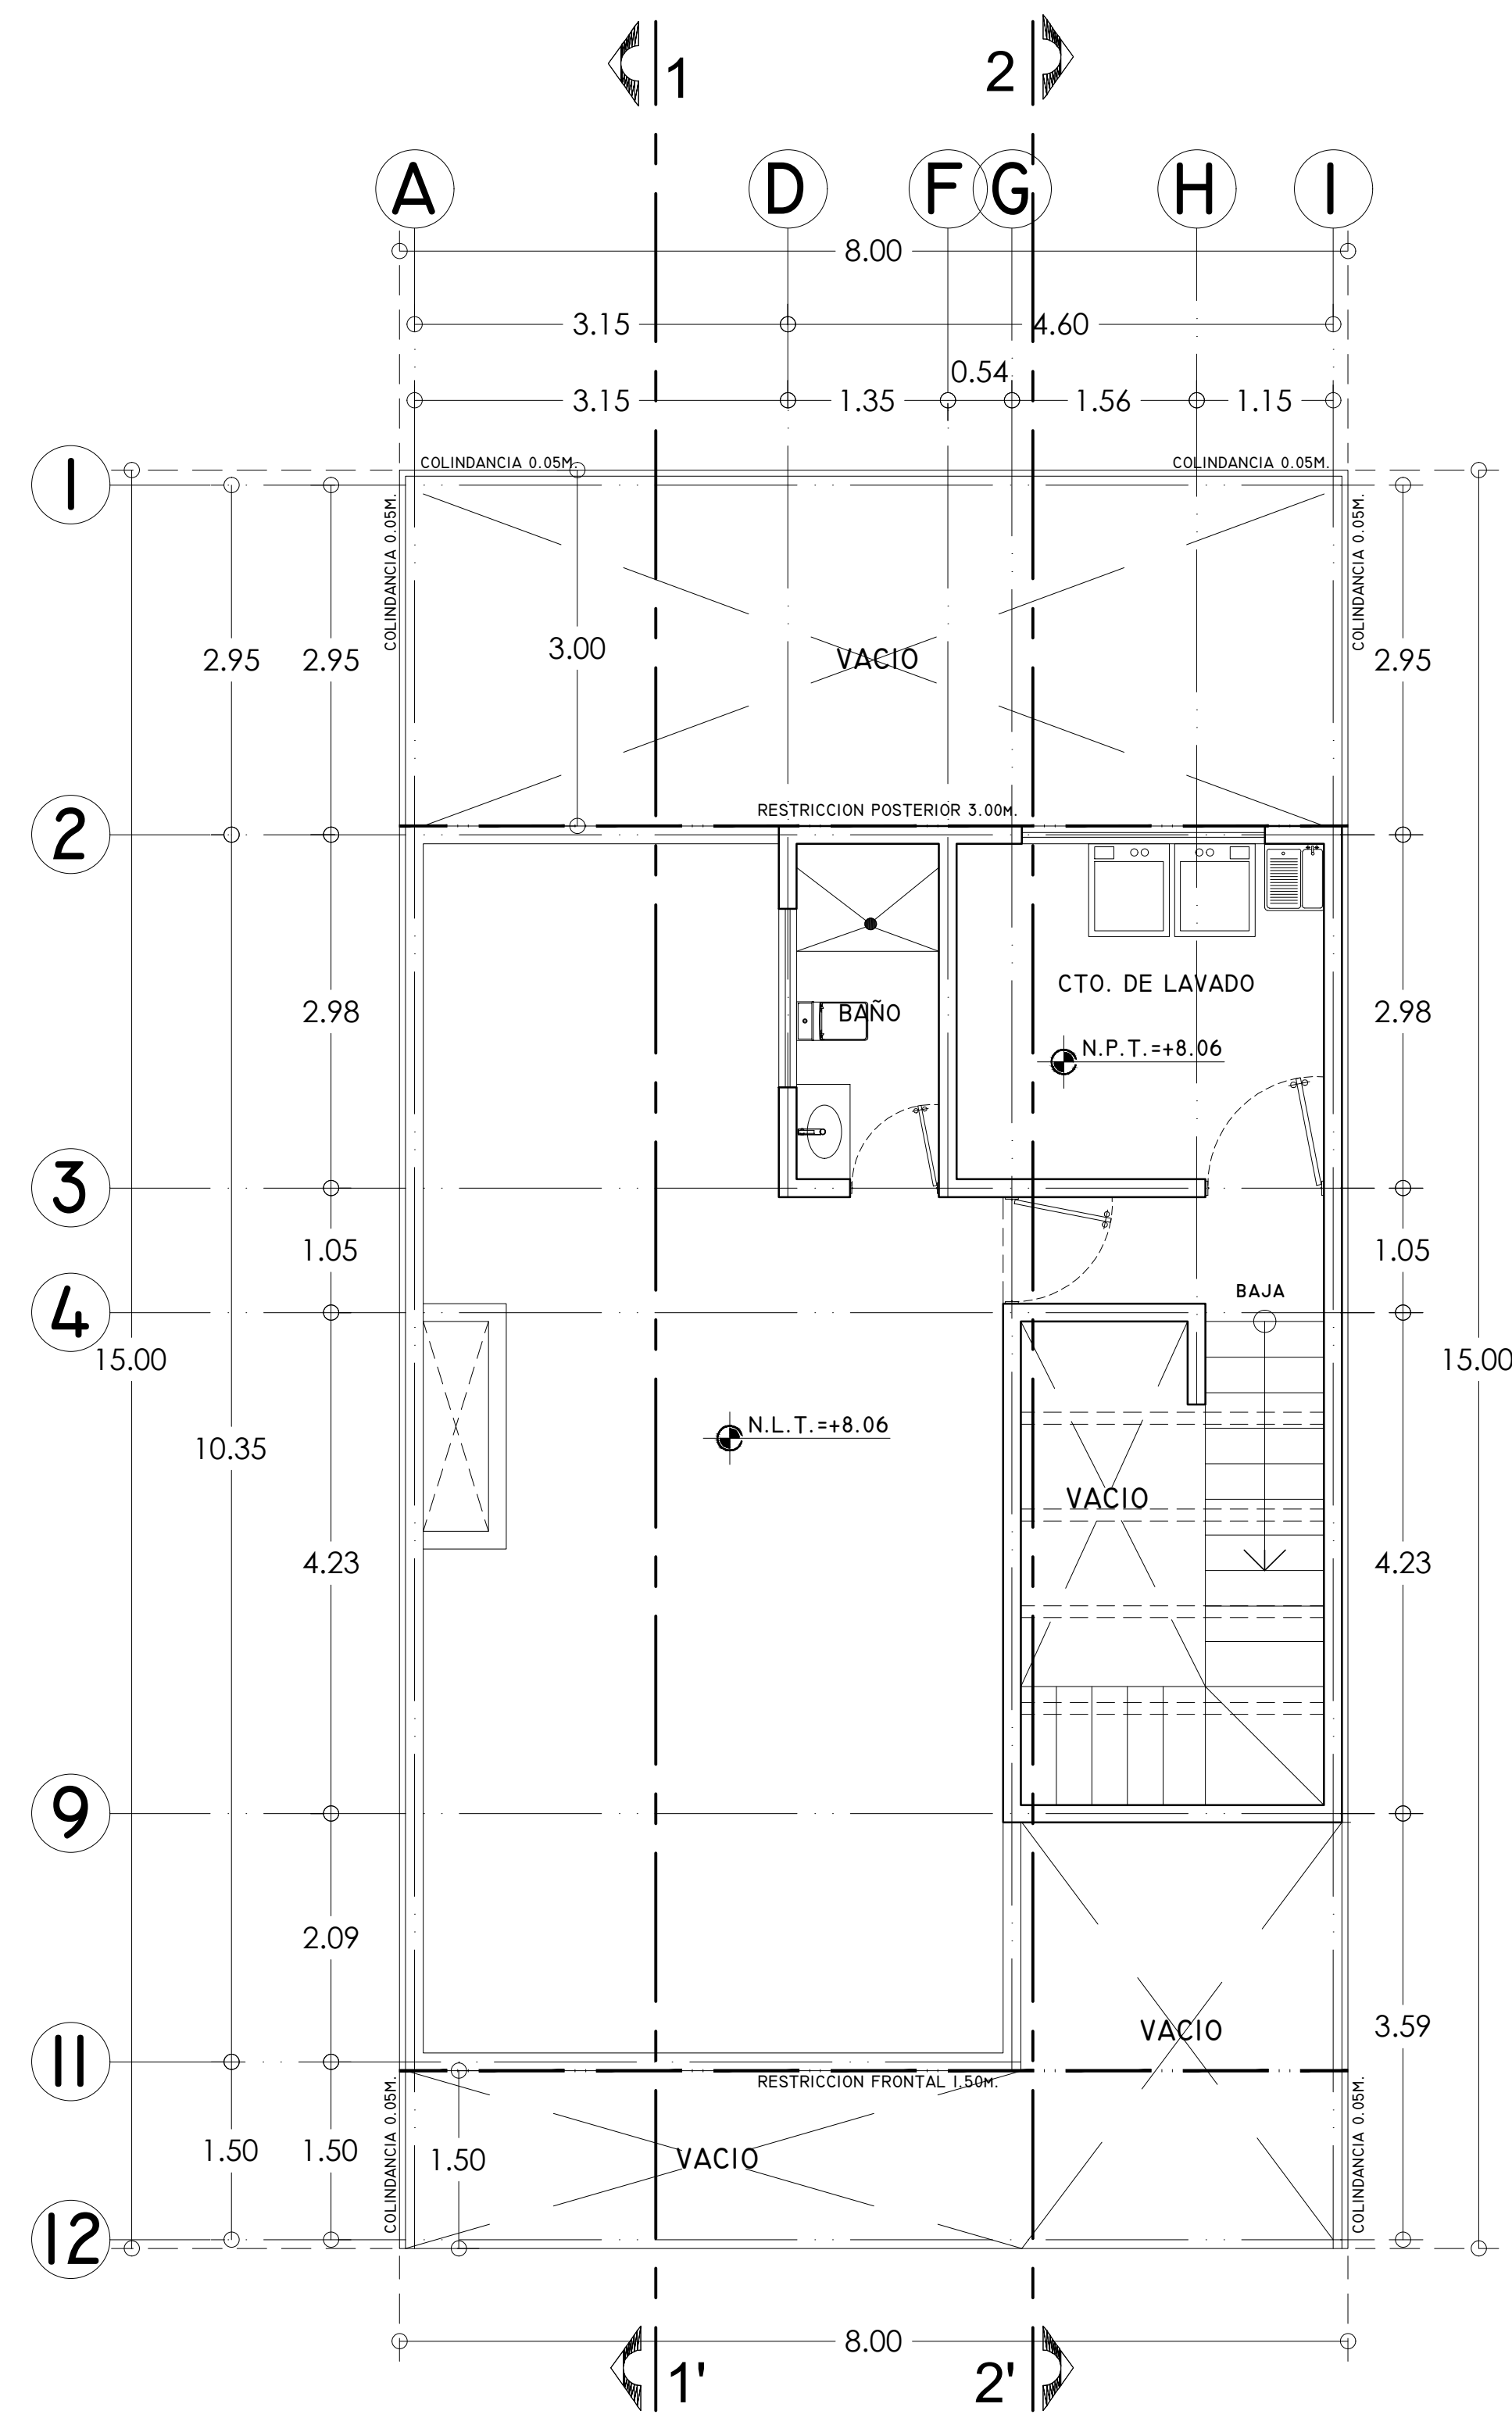 1
2
A
D
F
G
H
I
8.00
3.15
4.60
0.54
3.15
1.35
1.56
1.15
1
COLINDANCIA 0.05M.
COLINDANCIA 0.05M.
COLINDANCIA 0.05M.
COLINDANCIA 0.05M.
2.95
2.95
3.00
VACIO
2.95
RESTRICCION POSTERIOR 3.00M.
2
CTO. DE LAVADO
2.98
BAÑO
2.98
N.P.T.=+8.06
3
1.05
1.05
BAJA
4
15.00
15.00
N.L.T.=+8.06
10.35
VACIO
4.23
4.23
9
2.09
3.59
VACIO
11
RESTRICCION FRONTAL 1.50M.
COLINDANCIA 0.05M.
COLINDANCIA 0.05M.
1.50
1.50
1.50
VACIO
12
8.00
1'
2'